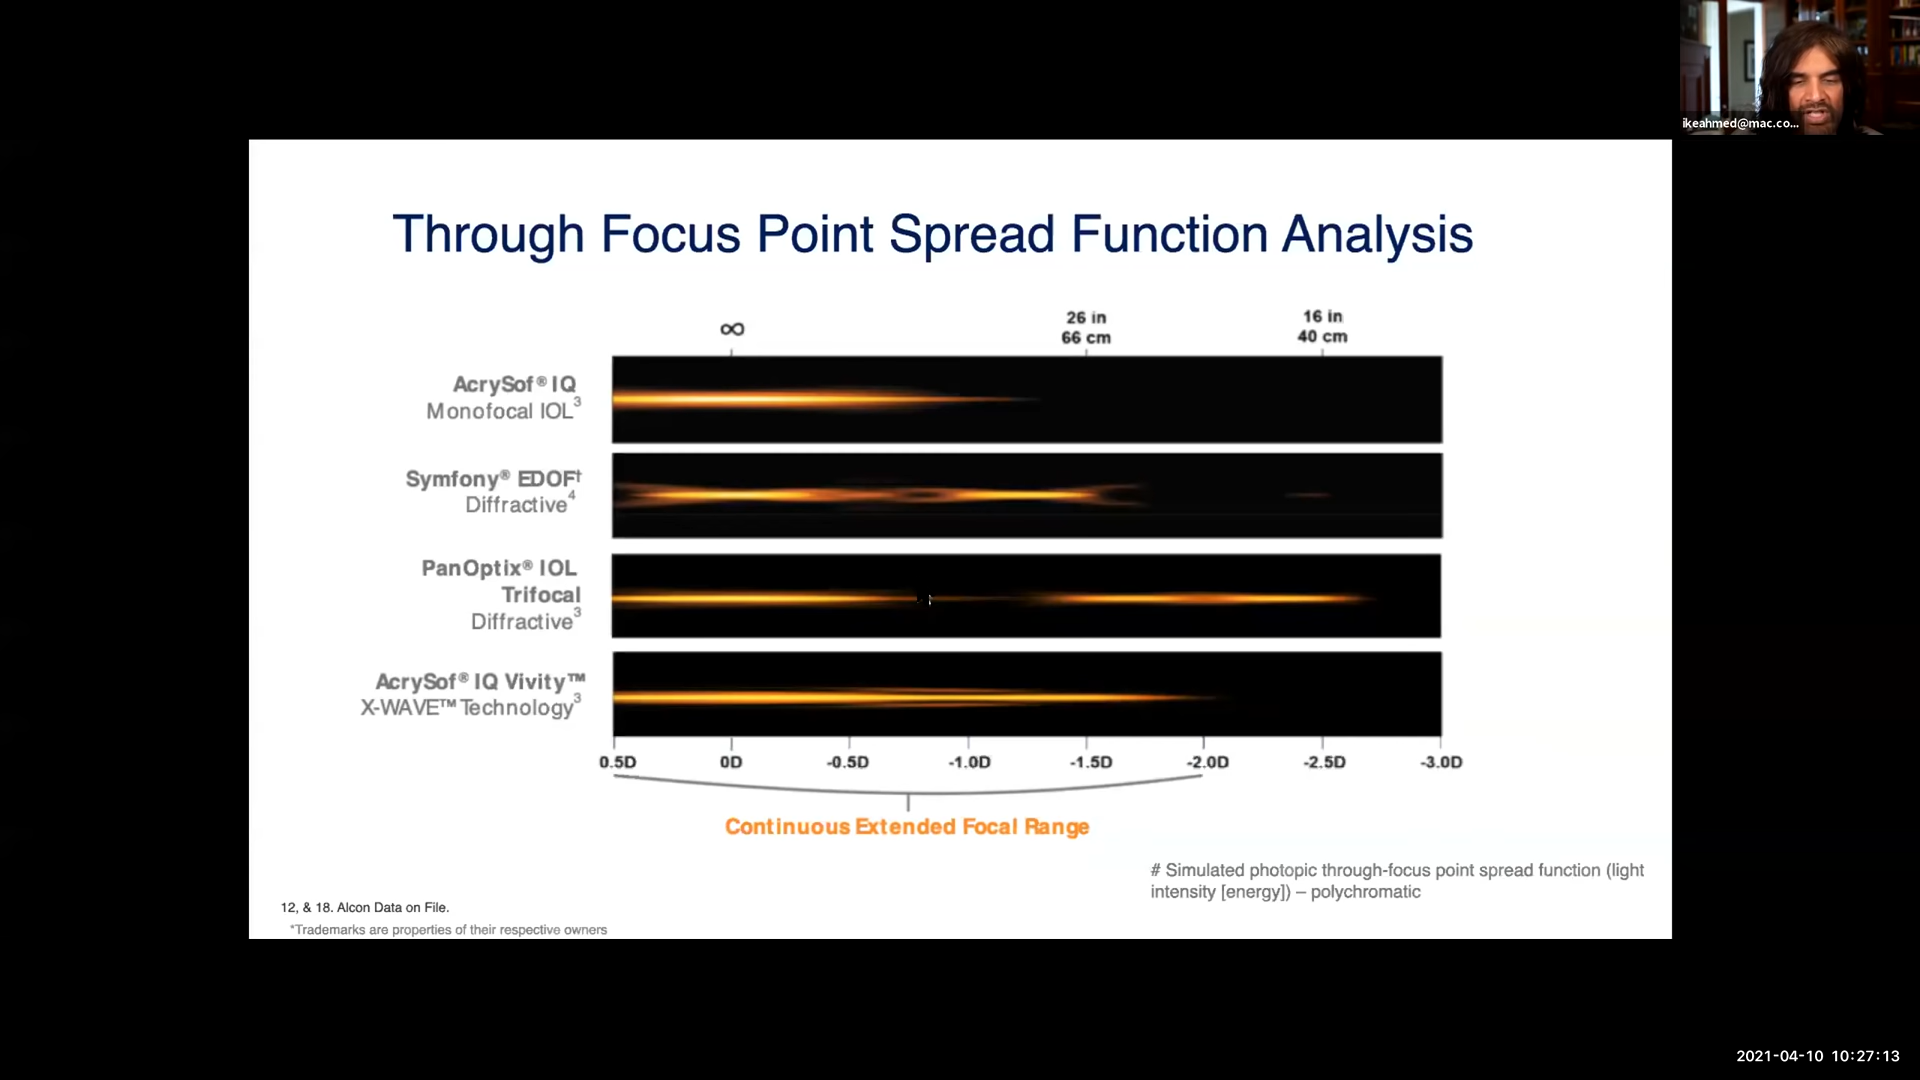 ikeahmed@mac.co...
Through Focus Point Spread Function Analysis
∞
26 in
66 cm
16 in
40 cm
AcrySof® IQ
Monofocal IOL3
Symfony® EDOF†
Diffractive4
PanOptix® IOL
Trifocal
Diffractive3
AcrySof® IQ Vivity™
X-WAVE™ Technology3
0.5D 0D -0.5D -1.0D -1.5D -2.0D -2.5D -3.0D
Continuous Extended Focal Range
# Simulated photopic through-focus point spread function (light
intensity [energy]) – polychromatic
12, & 18. Alcon Data on File.
*Trademarks are properties of their respective owners
2021-04-10 10:27:13